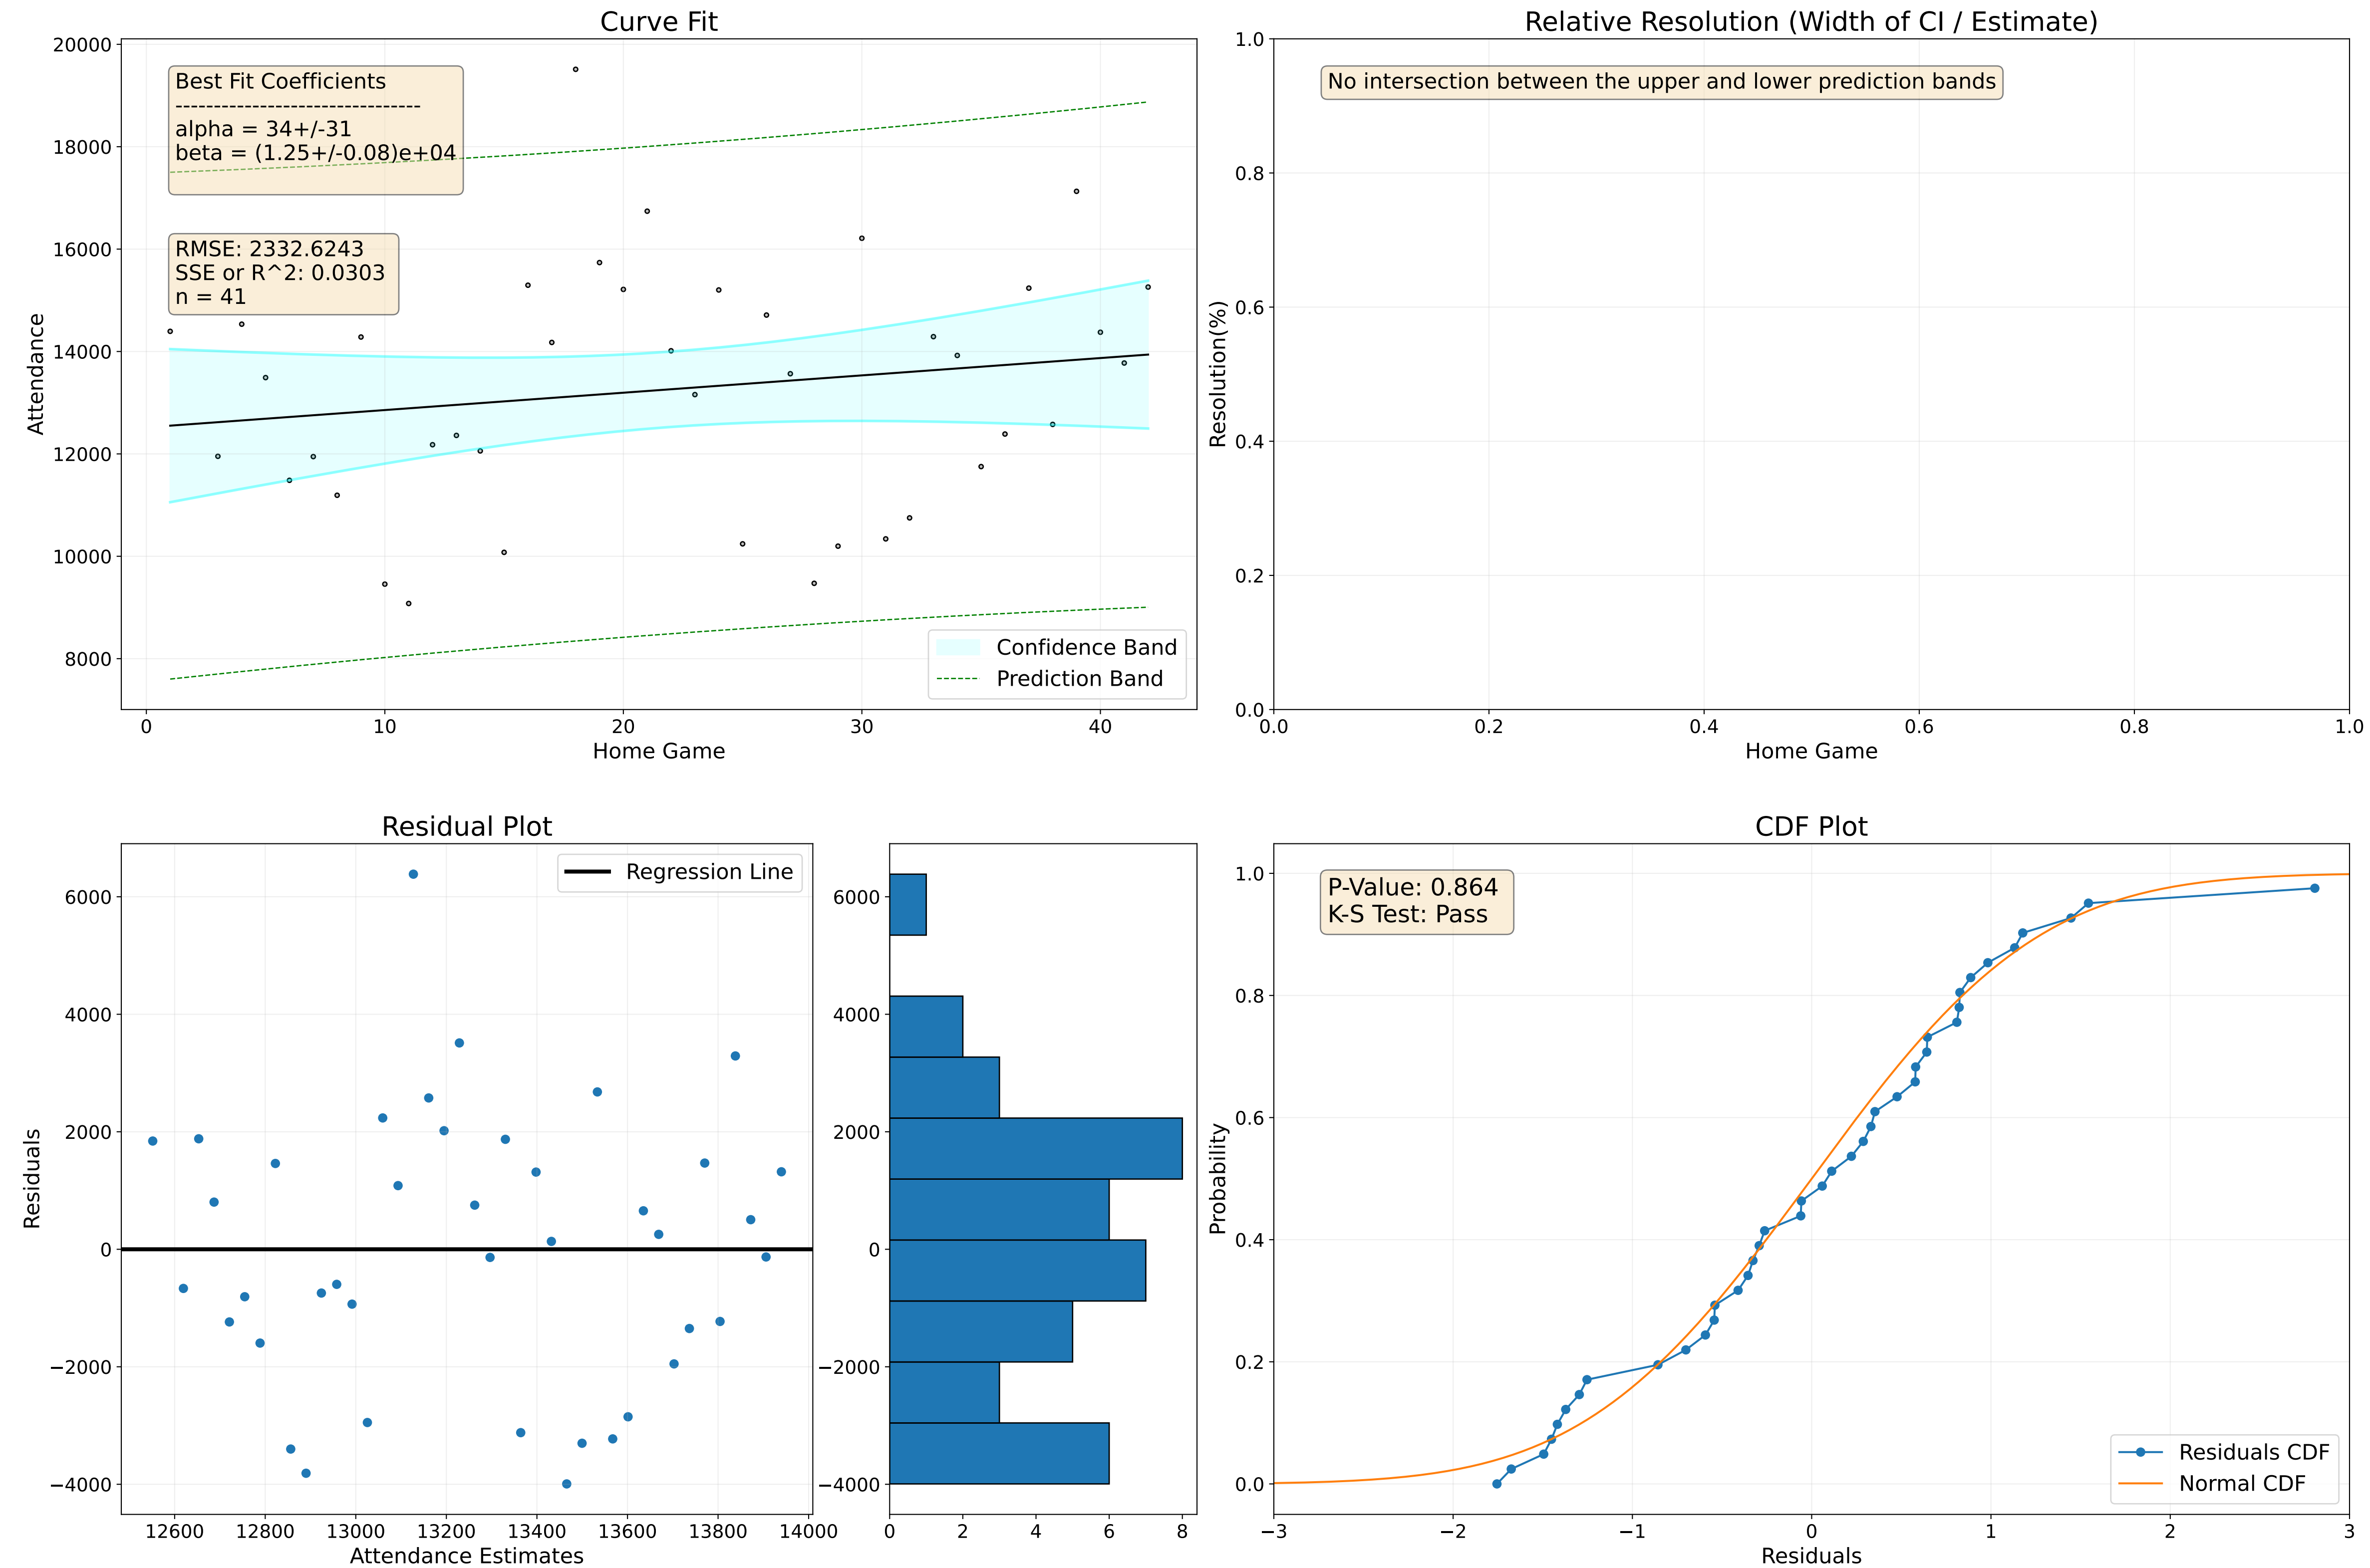 Curve Fit
20000
18000
16000
14000
12000
10000
8000
Attendance
Best Fit Coefficients
--------------------------------
alpha = 34+/-31
beta = (1.25+/-0.08)e+04
RMSE: 2332.6243
SSE or R^2: 0.0303
n = 41
Confidence Band
Prediction Band
0 10 20 30 40
Home Game
Relative Resolution (Width of CI / Estimate)
1.0
0.8
0.6
0.4
0.2
0.0
Resolution(%)
No intersection between the upper and lower prediction bands
0.0 0.2 0.4 0.6 0.8 1.0
Home Game
Residual Plot
6000
4000
2000
0
−2000
−4000
Residuals
Regression Line
12600 12800 13000 13200 13400 13600 13800 14000
Attendance Estimates
6000
4000
2000
0
−2000
−4000
0 2 4 6 8
CDF Plot
1.0
0.8
0.6
0.4
0.2
0.0
Probability
P-Value: 0.864
K-S Test: Pass
Residuals CDF
Normal CDF
−3 −2 −1 0 1 2 3
Residuals